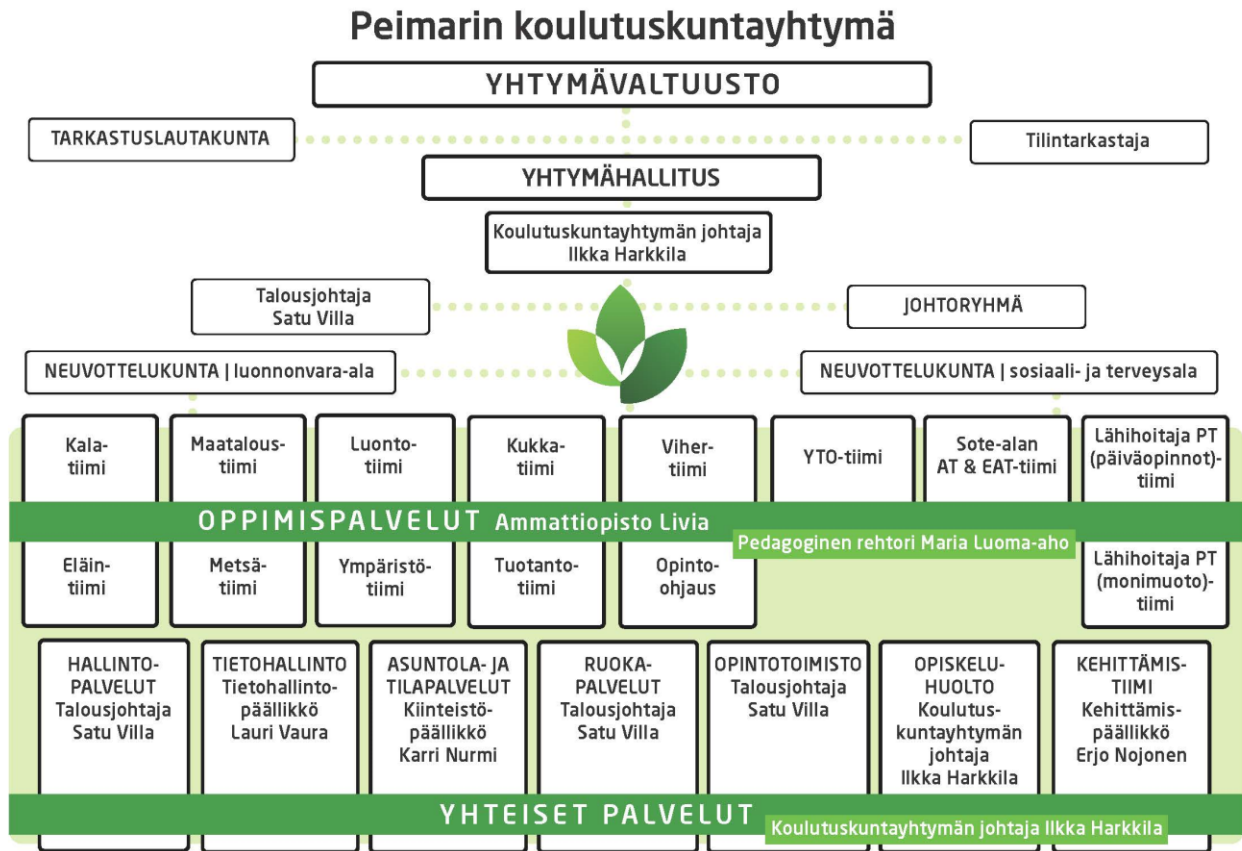 Peimarin koulutuskuntayhtymä
YHTYMÄVALTUUSTO
TARKASTUSLAUTAKUNTA
Tilintarkastaja
YHTYMÄHALLITUS
Koulutuskuntayhtymän johtaja
Ilkka Harkkila
Talousjohtaja
Satu Villa
JOHTORYHMÄ
NEUVOTTELUKUNTA | luonnonvara-ala
NEUVOTTELUKUNTA | sosiaali- ja terveysala
Kala-
tiimi
Maatalous-
tiimi
Luonto-
tiimi
Kukka-
tiimi
Viher-
tiimi
YTO-tiimi
Sote-alan
AT & EAT-tiimi
Lähihoitaja PT
(päiväopinnot)-
tiimi
OPPIMISPALVELUT Ammattiopisto Livia
Pedagoginen rehtori Maria Luoma-aho
Eläin-
tiimi
Metsä-
tiimi
Ympäristö-
tiimi
Tuotanto-
tiimi
Opinto-
ohjaus
Lähihoitaja PT
(monimuoto)-
tiimi
HALLINTO-
PALVELUT
Talousjohtaja
Satu Villa
TIETOHALLINTO
Tietohallinto-
päällikkö
Lauri Vaura
ASUNTOLA- JA
TILAPALVELUT
Kiinteistö-
päällikkö
Karri Nurmi
RUOKA-
PALVELUT
Talousjohtaja
Satu Villa
OPINTOTOIMISTO
Talousjohtaja
Satu Villa
OPISKELU-
HUOLTO
Koulutus-
kuntayhtymän
johtaja
Ilkka Harkkila
KEHITTÄMIS-
TIIMI
Kehittämis-
päällikkö
Erjo Nojonen
YHTEISET PALVELUT
Koulutuskuntayhtymän johtaja Ilkka Harkkila